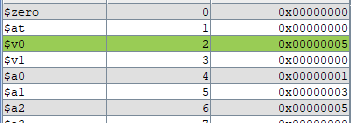 $zero 0 0x00000000
$at 1 0x00000000
$v0 2 0x00000005
$v1 3 0x00000000
$a0 4 0x00000001
$a1 5 0x00000003
$a2 6 0x00000005